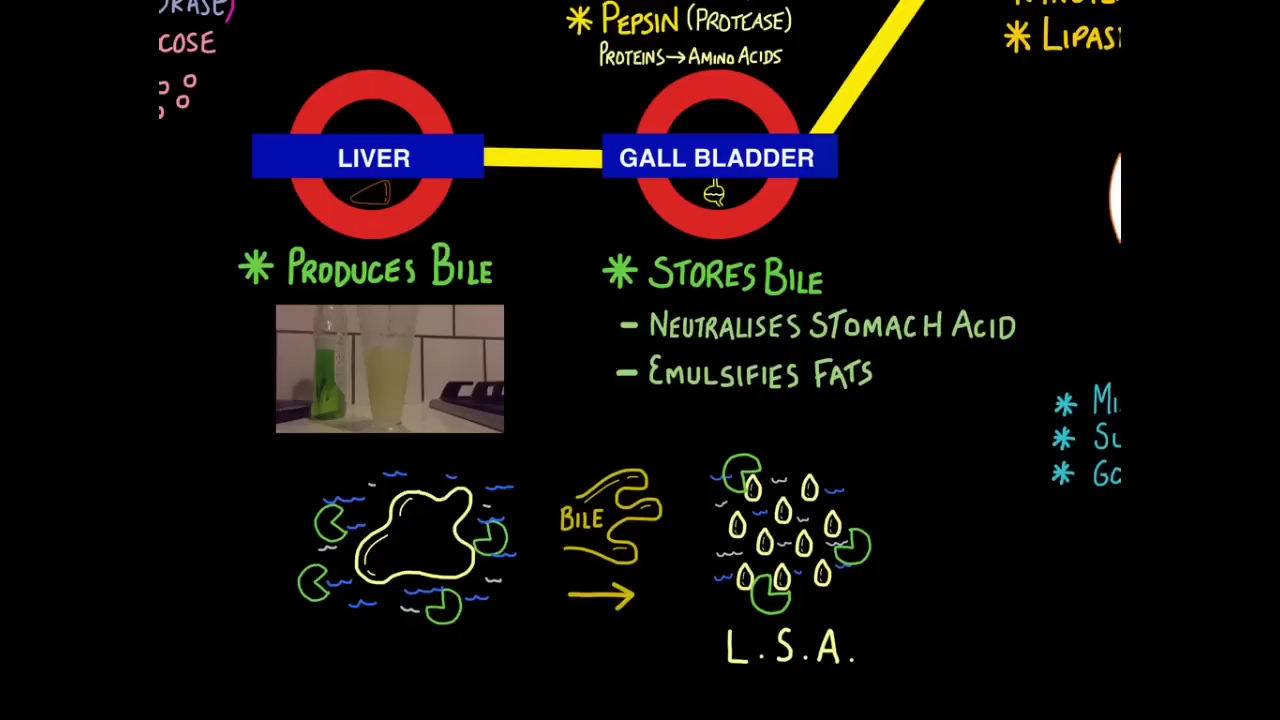 PEPSIN (PROTEASE)
PROTEINS→AMINO ACIDS
COSE
LIVER
GALL BLADDER
* PRODUCES BILE
* STORES BILE
- NEUTRALISES STOMACH ACID
- EMULSIFIES FATS
BILE
L.S.A.